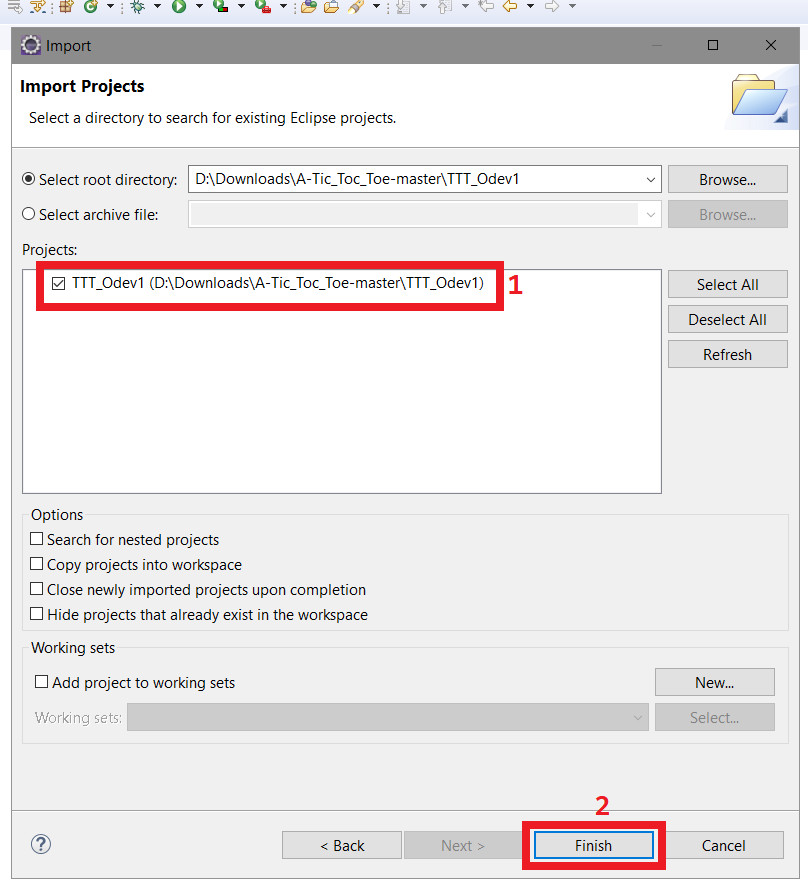 Import
Import Projects
Select a directory to search for existing Eclipse projects.
Select root directory: D:\Downloads\A-Tic_Toc_Toe-master\TTT_Odev1 Browse...
Select archive file: Browse...
Projects:
TTT_Odev1 (D:\Downloads\A-Tic_Toc_Toe-master\TTT_Odev1) 1 Select All
Deselect All
Refresh
Options
Search for nested projects
Copy projects into workspace
Close newly imported projects upon completion
Hide projects that already exist in the workspace
Working sets
Add project to working sets New...
Working sets: Select...
2
? < Back Next > Finish Cancel